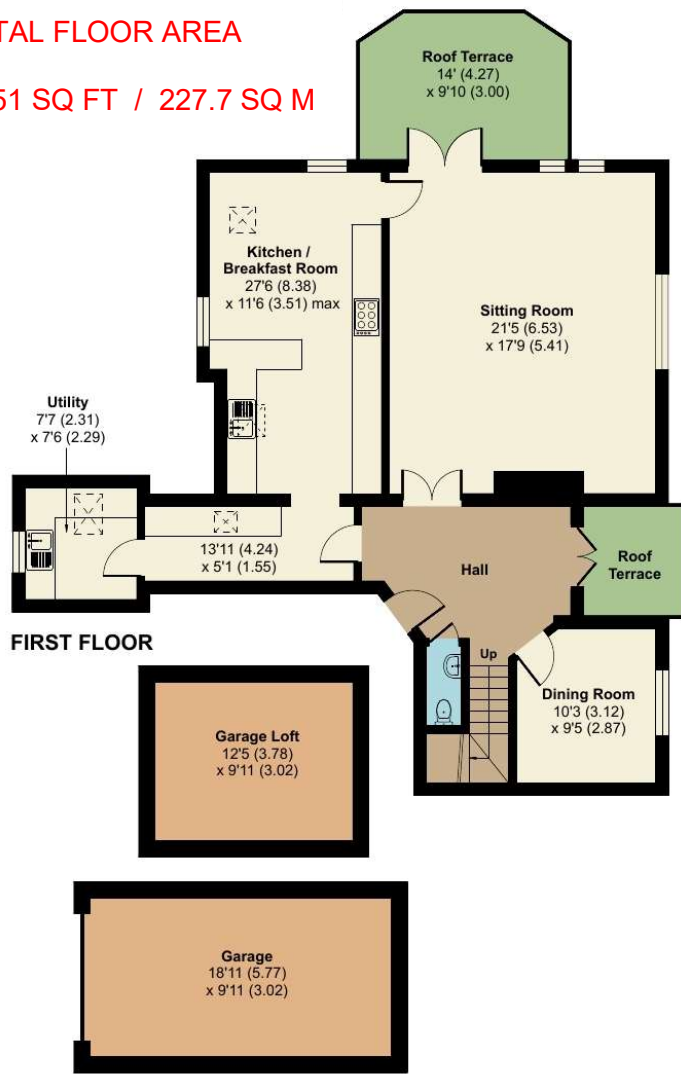 TAL FLOOR AREA
51 SQ FT / 227.7 SQ M
Roof Terrace
14' (4.27)
x 9'10 (3.00)
Kitchen /
Breakfast Room
27'6 (8.38)
x 11'6 (3.51) max
Sitting Room
21'5 (6.53)
x 17'9 (5.41)
Utility
7'7 (2.31)
x 7'6 (2.29)
13'11 (4.24)
x 5'1 (1.55)
Hall
Roof
Terrace
FIRST FLOOR
Up
Dining Room
10'3 (3.12)
x 9'5 (2.87)
Garage Loft
12'5 (3.78)
x 9'11 (3.02)
Garage
18'11 (5.77)
x 9'11 (3.02)